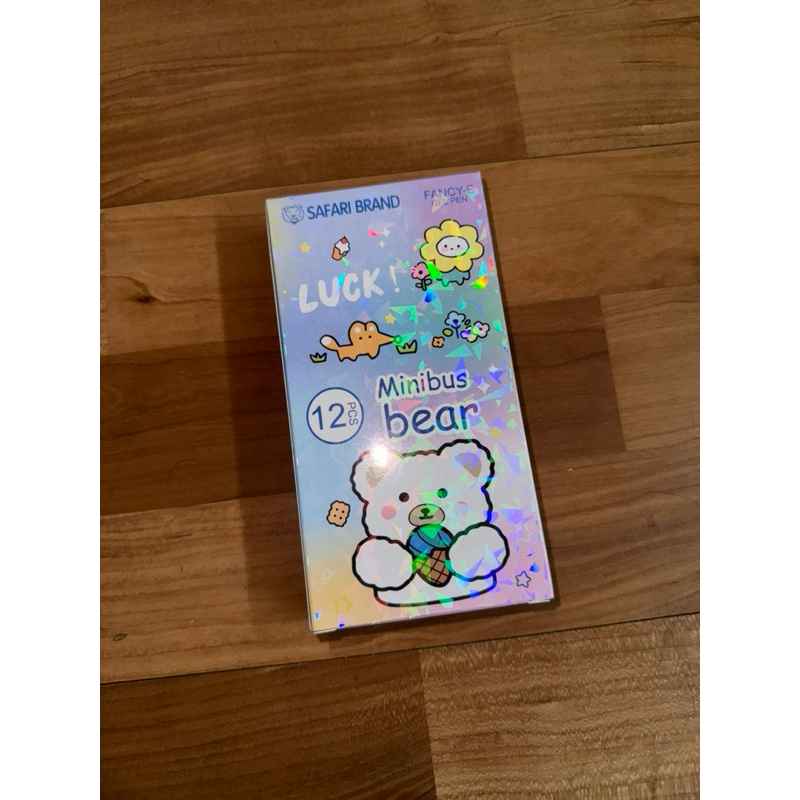 SAFARI BRAND
FANCY-F
GEL PEN
LUCK!
Minibus
bear
12 PCS